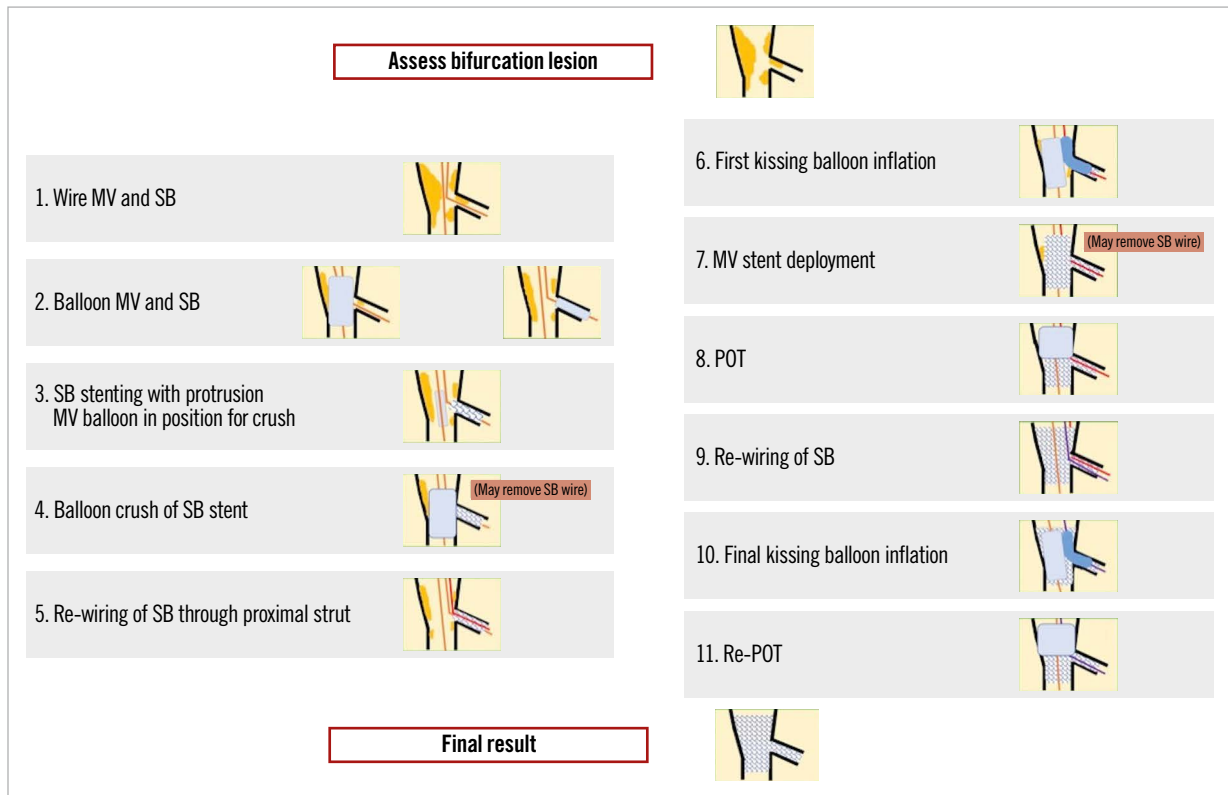 Assess bifurcation lesion
1. Wire MV and SB
2. Balloon MV and SB
3. SB stenting with protrusion
MV balloon in position for crush
4. Balloon crush of SB stent
(May remove SB wire)
5. Re-wiring of SB through proximal strut
6. First kissing balloon inflation
7. MV stent deployment
(May remove SB wire)
8. POT
9. Re-wiring of SB
10. Final kissing balloon inflation
11. Re-POT
Final result